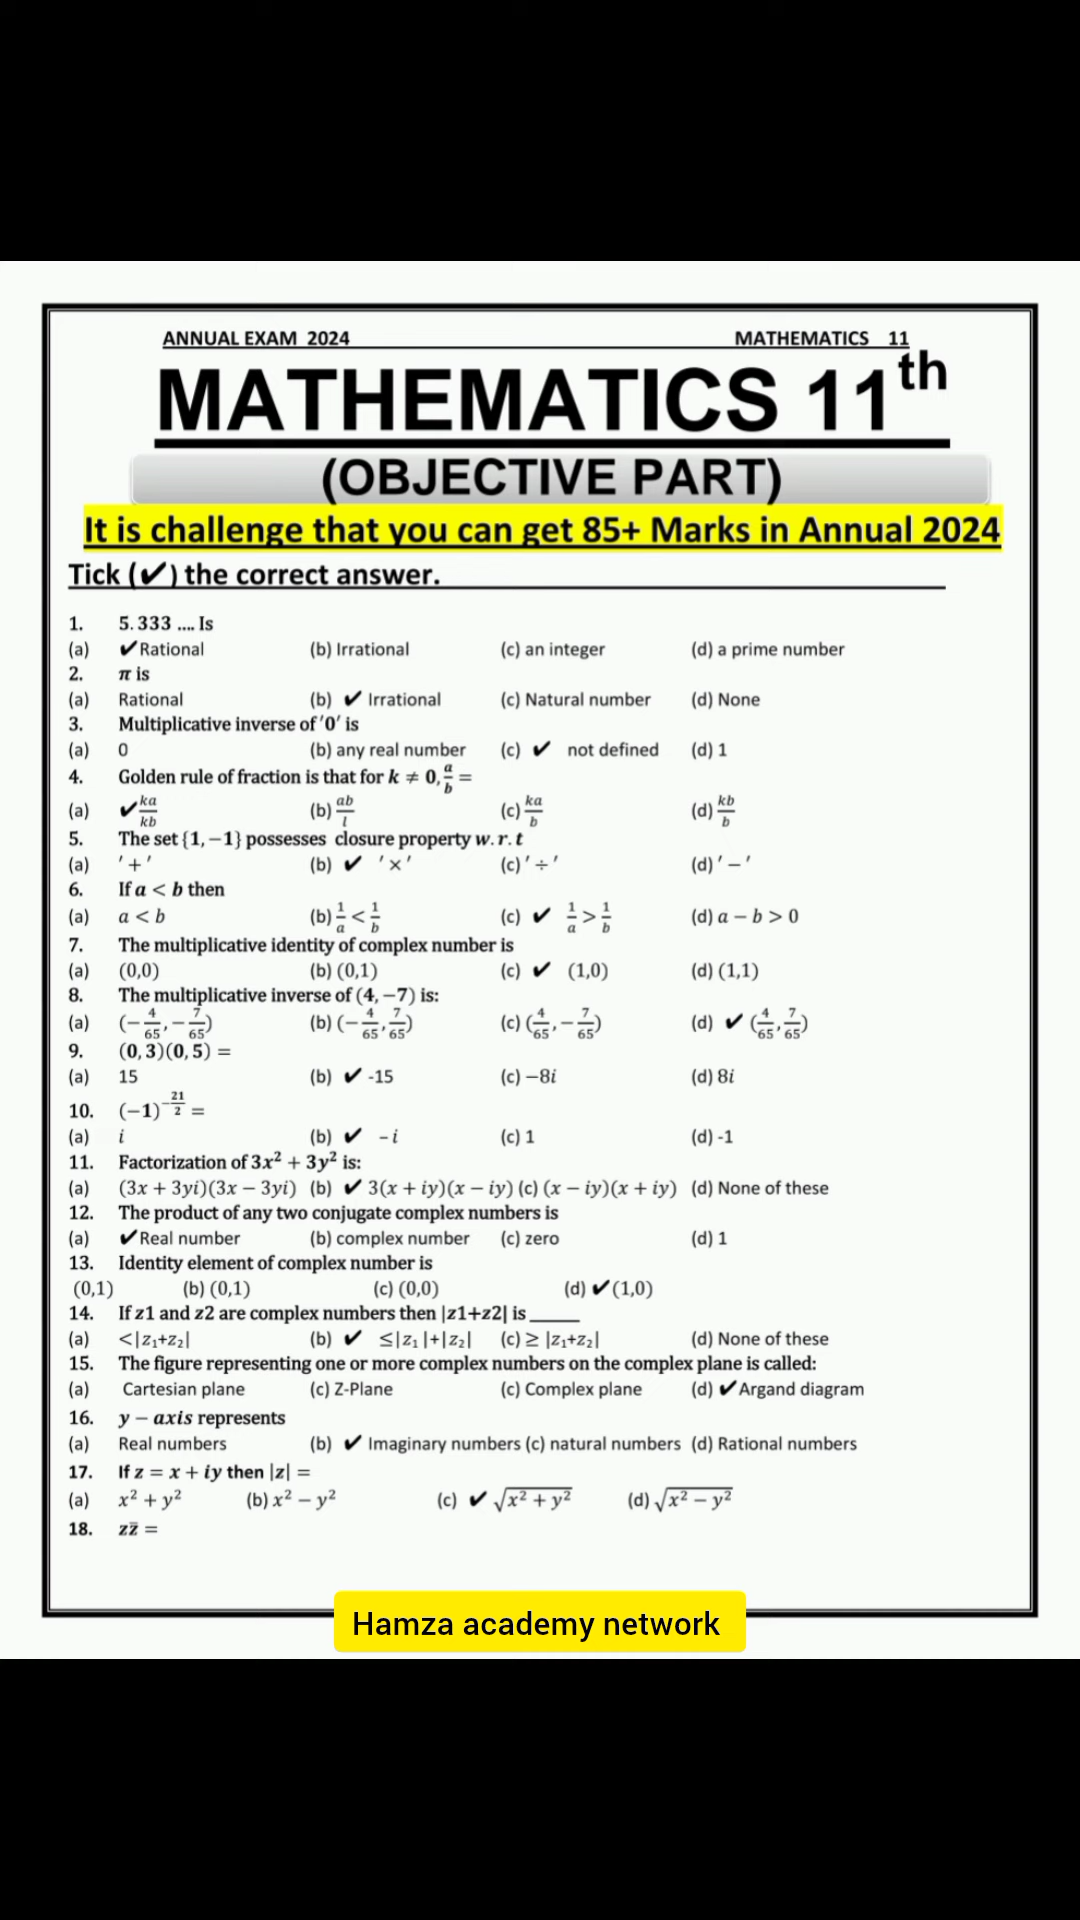 ANNUAL EXAM 2024 MATHEMATICS 11
MATHEMATICS 11th
(OBJECTIVE PART)
It is challenge that you can get 85+ Marks in Annual 2024
Tick (✔) the correct answer.
1. 5.333 .... Is
(a) ✔Rational (b) Irrational (c) an integer (d) a prime number
2. π is
(a) Rational (b) ✔ Irrational (c) Natural number (d) None
3. Multiplicative inverse of ′0′ is
(a) 0 (b) any real number (c) ✔ not defined (d) 1
4. Golden rule of fraction is that for k ≠ 0, a/b =
(a) ✔ka/kb (b) ab/l (c) ka/b (d) kb/b
5. The set {1, −1} possesses closure property w.r.t
(a) ′ + ′ (b) ✔ ′ × ′ (c) ′ ÷ ′ (d) ′ − ′
6. If a < b then
(a) a < b (b) 1/a < 1/b (c) ✔ 1/a > 1/b (d) a − b > 0
7. The multiplicative identity of complex number is
(a) (0,0) (b) (0,1) (c) ✔ (1,0) (d) (1,1)
8. The multiplicative inverse of (4, −7) is:
(a) (−4/65, −7/65) (b) (−4/65, 7/65) (c) (4/65, −7/65) (d) ✔ (4/65, 7/65)
9. (0, 3)(0, 5) =
(a) 15 (b) ✔ -15 (c) −8i (d) 8i
10. (−1)^−21/2 =
(a) i (b) ✔ -i (c) 1 (d) -1
11. Factorization of 3x² + 3y² is:
(a) (3x + 3yi)(3x − 3yi) (b) ✔ 3(x + iy)(x − iy) (c) (x − iy)(x + iy) (d) None of these
12. The product of any two conjugate complex numbers is
(a) ✔Real number (b) complex number (c) zero (d) 1
13. Identity element of complex number is
(0,1) (b) (0,1) (c) (0,0) (d) ✔(1,0)
14. If z1 and z2 are complex numbers then |z1+z2| is _____
(a) <|z₁+z₂| (b) ✔ ≤|z₁ |+|z₂| (c) ≥ |z₁+z₂| (d) None of these
15. The figure representing one or more complex numbers on the complex plane is called:
(a) Cartesian plane (c) Z-Plane (c) Complex plane (d) ✔Argand diagram
16. y − axis represents
(a) Real numbers (b) ✔ Imaginary numbers (c) natural numbers (d) Rational numbers
17. If z = x + iy then |z| =
(a) x² + y² (b) x² − y² (c) ✔ √(x² + y²) (d) √(x² − y²)
18. zz̄ =
Hamza academy network